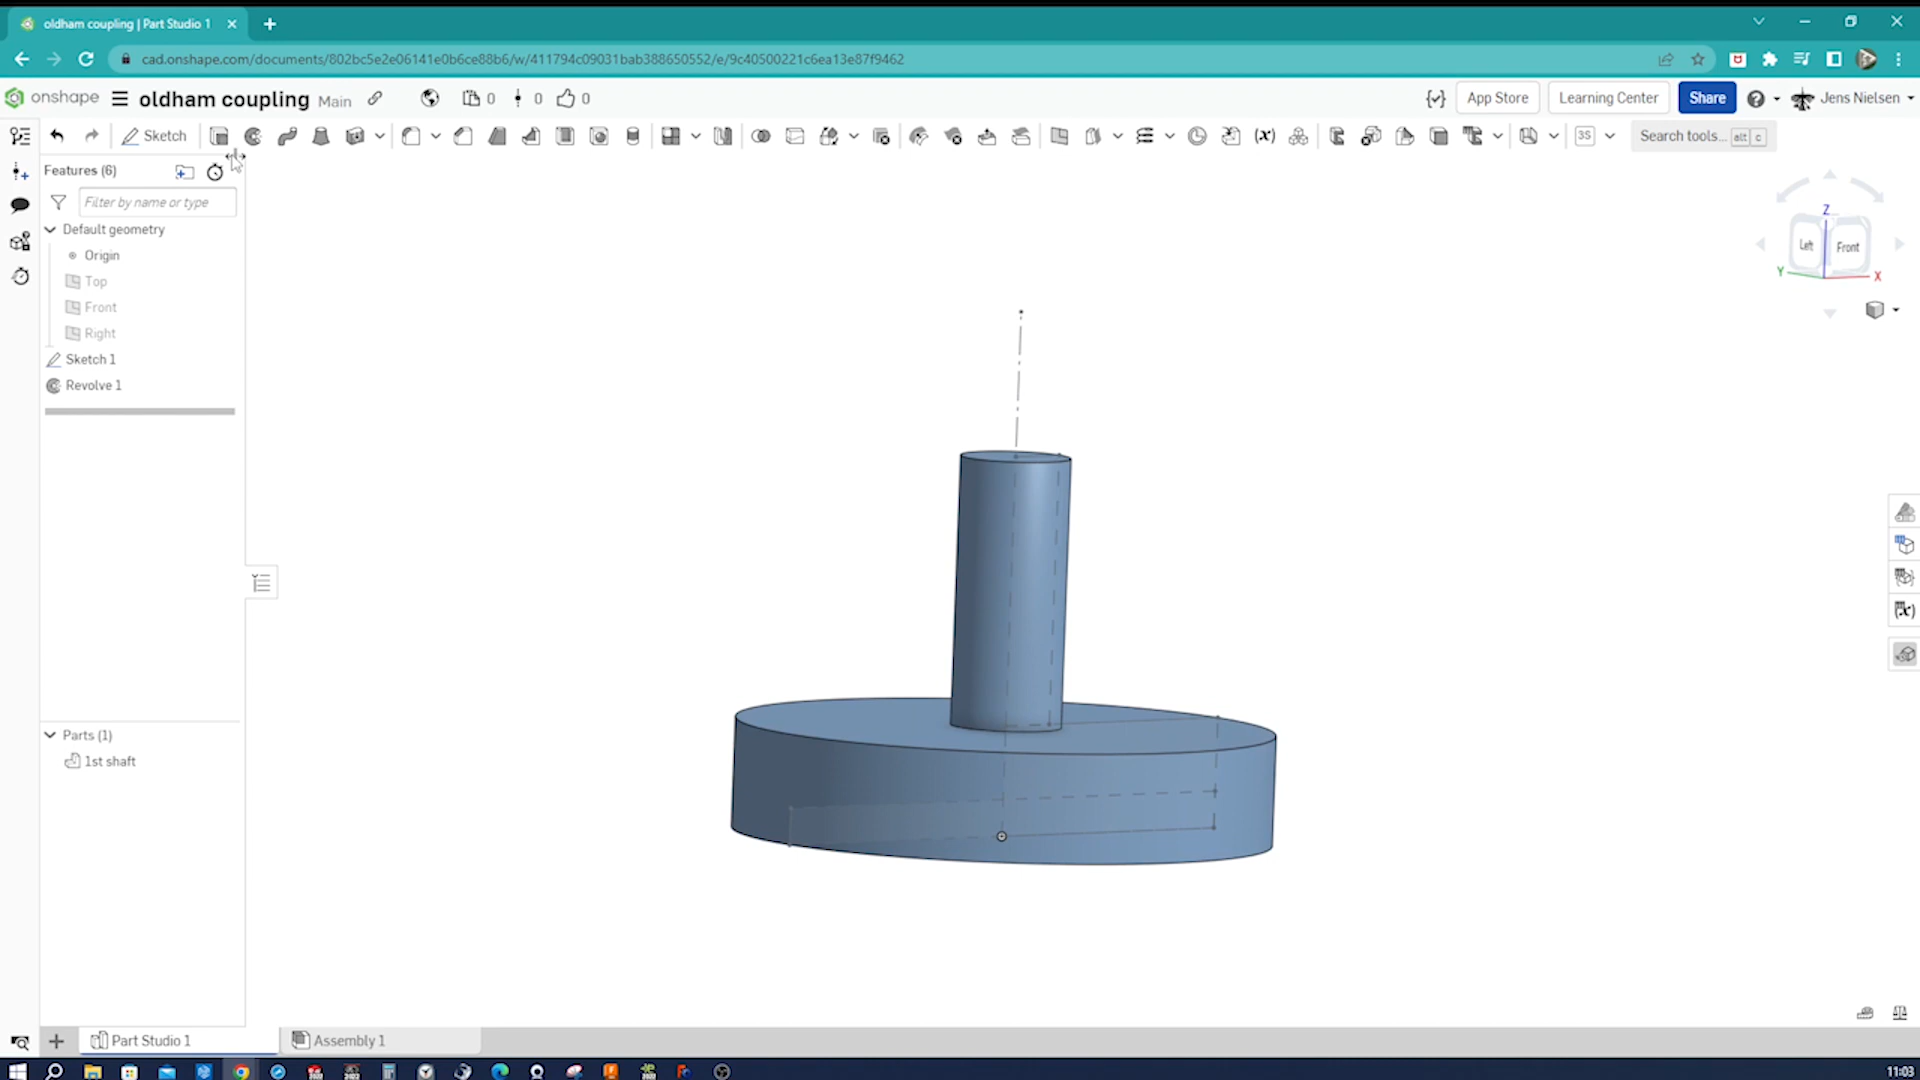 oldham coupling | Part Studio 1
cad.onshape.com/documents/802bc5e2e06141e0b6ce88b6/w/411794c09031bab388650552/e/9c40500221c6ea13e87f9462
onshape oldham coupling Main 0 0 0 App Store Learning Center Share Jens Nielsen
Sketch (x) 3S Search tools... alt c
Features (6)
Filter by name or type
Default geometry
Origin
Top
Front
Right
Sketch 1
Revolve 1
Z
Left Front
Y X
(x)
Parts (1)
1st shaft
Part Studio 1 Assembly 1
11:03